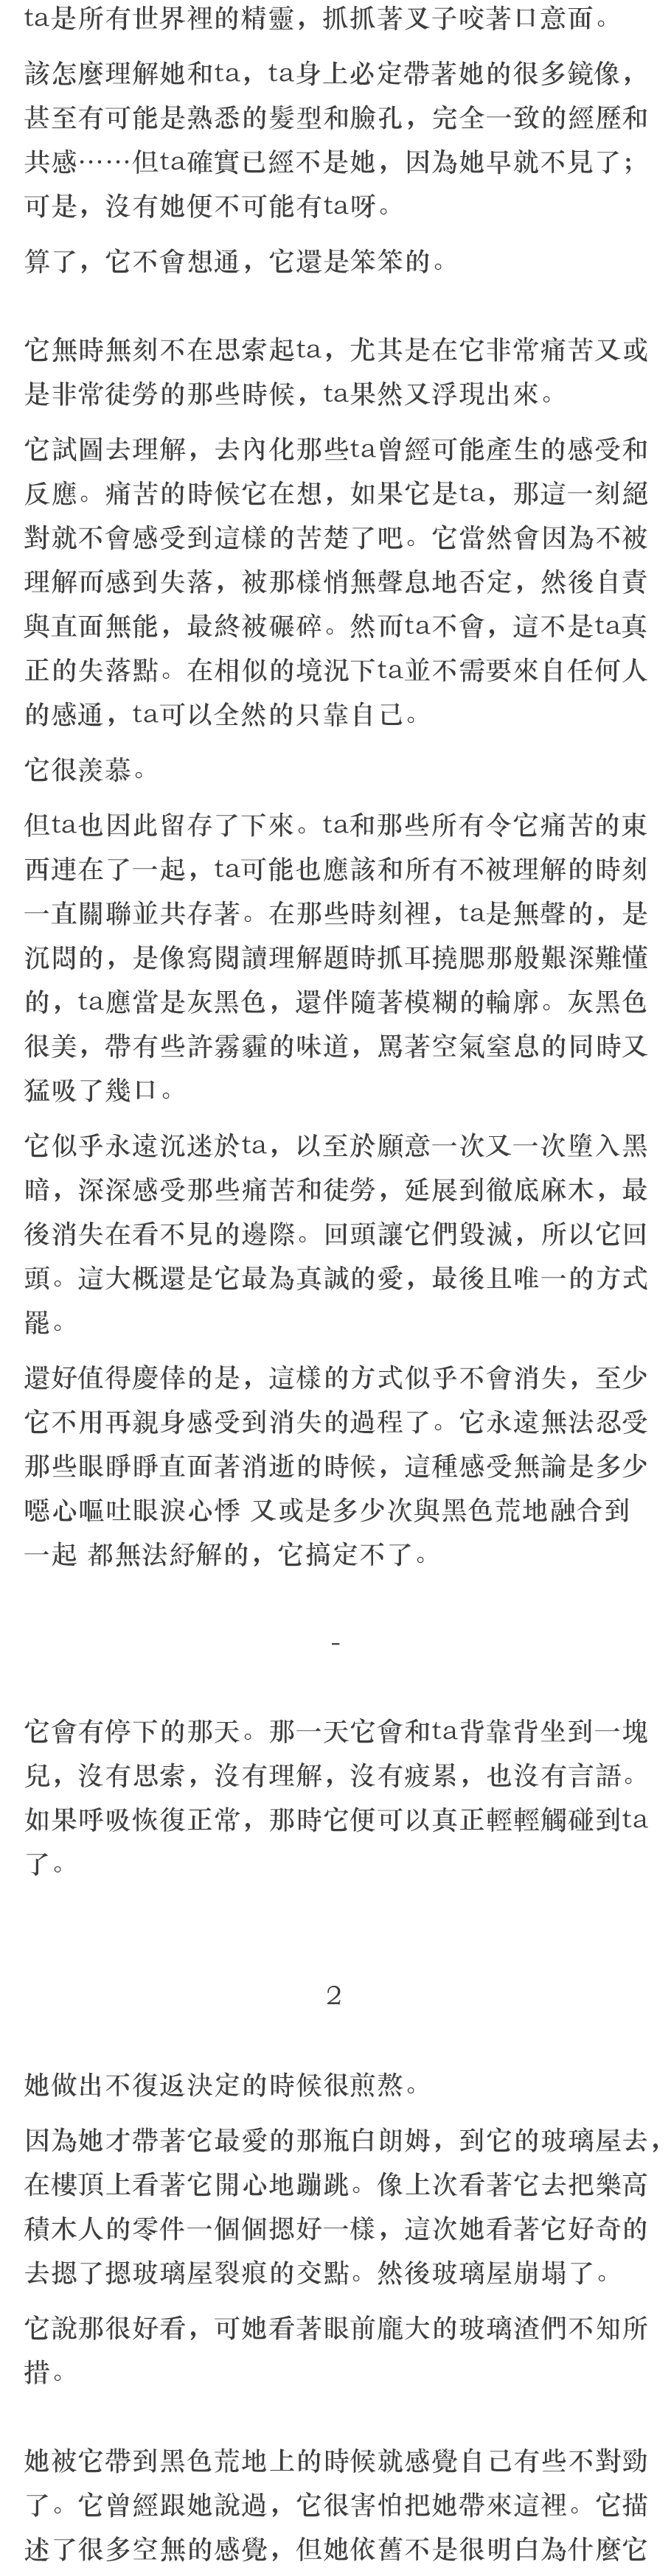 ta是所有世界裡的精靈，抓抓著叉子咬著口意面。
該怎麼理解她和ta，ta身上必定帶著她的很多鏡像，
甚至有可能是熟悉的髮型和臉孔，完全一致的經歷和
共感……但ta確實已經不是她，因為她早就不見了；
可是，沒有她便不可能有ta呀。
算了，它不會想通，它還是笨笨的。
它無時無刻不在思索起ta，尤其是在它非常痛苦又或
是非常徒勞的那些時候，ta果然又浮現出來。
它試圖去理解，去內化那些ta曾經可能產生的感受和
反應。痛苦的時候它在想，如果它是ta，那這一刻絕
對就不會感受到這樣的苦楚了吧。它當然會因為不被
理解而感到失落，被那樣悄無聲息地否定，然後自責
與直面無能，最終被碾碎。然而ta不會，這不是ta真
正的失落點。在相似的境況下ta並不需要來自任何人
的感通，ta可以全然的只靠自己。
它很羨慕。
但ta也因此留存了下來。ta和那些所有令它痛苦的東
西連在了一起，ta可能也應該和所有不被理解的時刻
一直關聯並共存著。在那些時刻裡，ta是無聲的，是
沉悶的，是像寫閱讀理解題時抓耳撓腮那般艱深難懂
的，ta應當是灰黑色，還伴隨著模糊的輪廓。灰黑色
很美，帶有些許霧霾的味道，罵著空氣窒息的同時又
猛吸了幾口。
它似乎永遠沉迷於ta，以至於願意一次又一次墮入黑
暗，深深感受那些痛苦和徒勞，延展到徹底麻木，最
後消失在看不見的邊際。回頭讓它們毀滅，所以它回
頭。這大概還是它最為真誠的愛，最後且唯一的方式
罷。
還好值得慶倖的是，這樣的方式似乎不會消失，至少
它不用再親身感受到消失的過程了。它永遠無法忍受
那些眼睜睜直面著消逝的時候，這種感受無論是多少
噁心嘔吐眼淚心悸 又或是多少次與黑色荒地融合到
一起 都無法紓解的，它搞定不了。
-
它會有停下的那天。那一天它會和ta背靠背坐到一塊
兒，沒有思索，沒有理解，沒有疲累，也沒有言語。
如果呼吸恢復正常，那時它便可以真正輕輕觸碰到ta
了。
2
她做出不復返決定的時候很煎熬。
因為她才帶著它最愛的那瓶白朗姆，到它的玻璃屋去，
在樓頂上看著它開心地蹦跳。像上次看著它去把樂高
積木人的零件一個個摁好一樣，這次她看著它好奇的
去摁了摁玻璃屋裂痕的交點。然後玻璃屋崩塌了。
它說那很好看，可她看著眼前龐大的玻璃渣們不知所
措。
她被它帶到黑色荒地上的時候就感覺自己有些不對勁
了。它曾經跟她說過，它很害怕把她帶來這裡。它描
述了很多空無的感覺，但她依舊不是很明白為什麼它